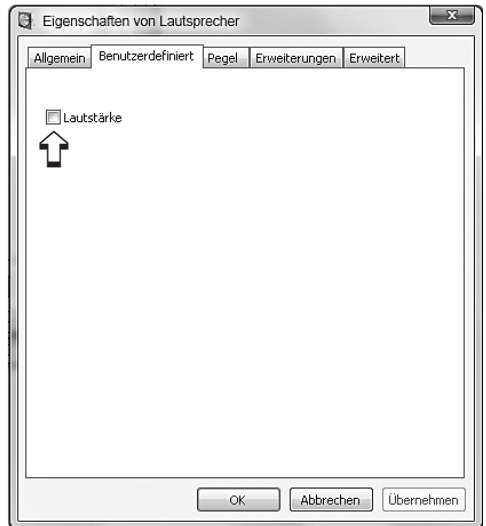 Eigenschaften von Lautsprecher
Allgemein Benutzerdefiniert Pegel Erweiterungen Erweitert
Lautstärke
OK Abbrechen Übernehmen